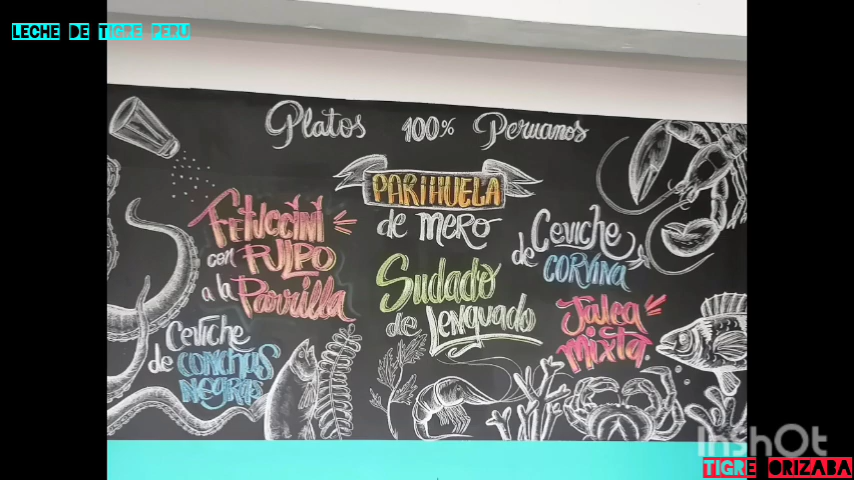 LECHE DE TIGRE PERU
Platos 100% Peruanos
PARIHUELA
de MERO
FETUCCINI
con PULPO
a la Parrilla
Ceviche
de CORVINA
Sudado
de Lenguado
Jalea
Mixta.
Ceviche
de CONCHAS
NEGRAS
InshOt
TIGRE ORIZABA